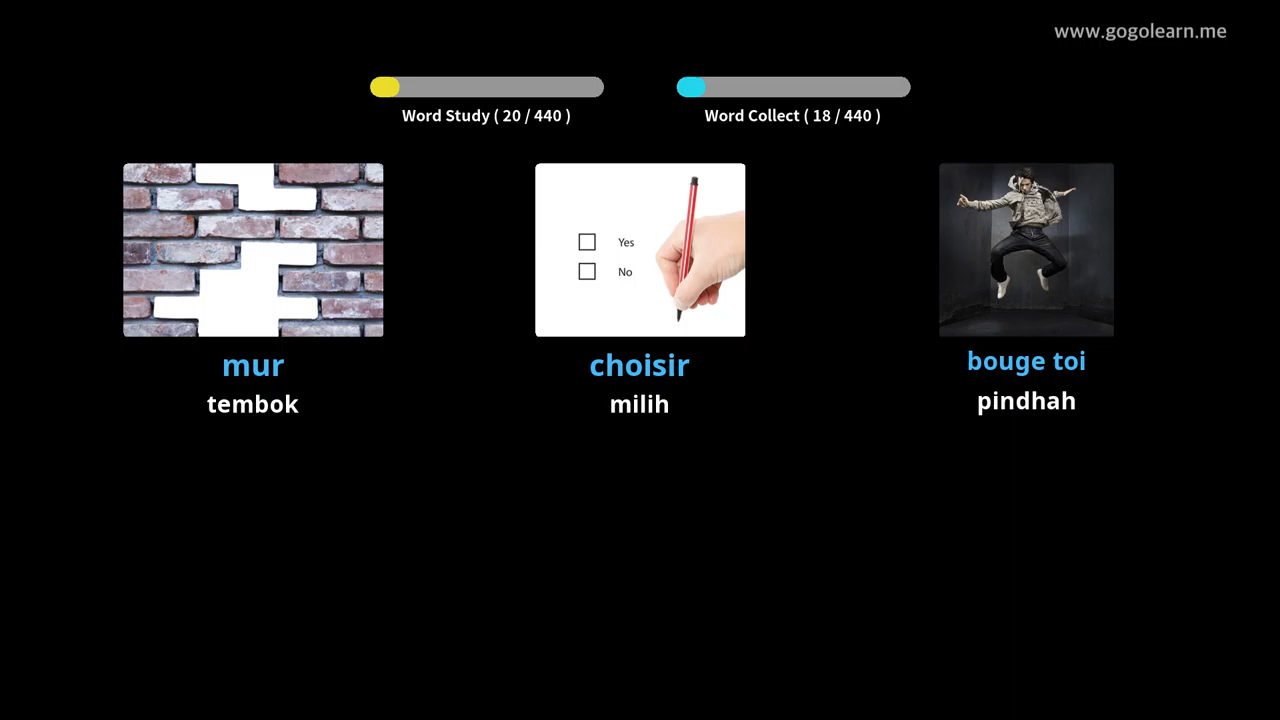 www.gogolearn.me
Word Study ( 20 / 440 )
Word Collect ( 18 / 440 )
Yes
No
mur
tembok
choisir
milih
bouge toi
pindhah